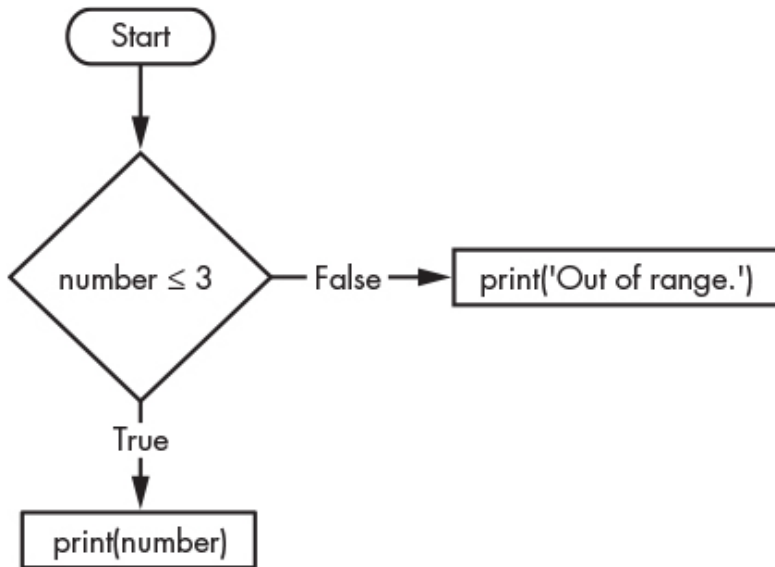 Start
number ≤ 3
False
print('Out of range.')
True
print(number)